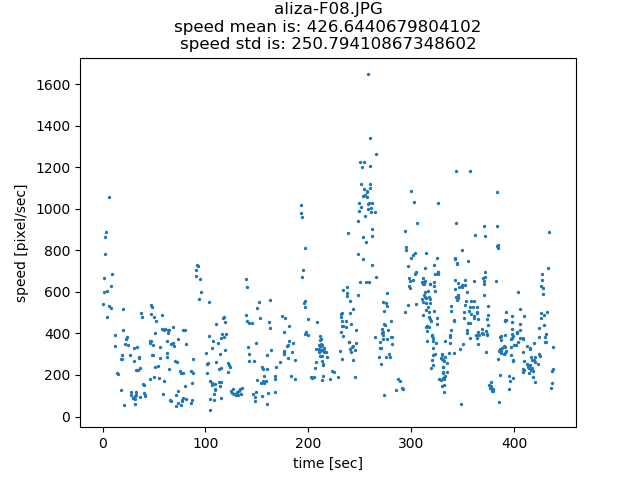 aliza-F08.JPG
speed mean is: 426.6440679804102
speed std is: 250.79410867348602
1600
1400
1200
1000
800
600
400
200
0
speed [pixel/sec]
0 100 200 300 400
time [sec]